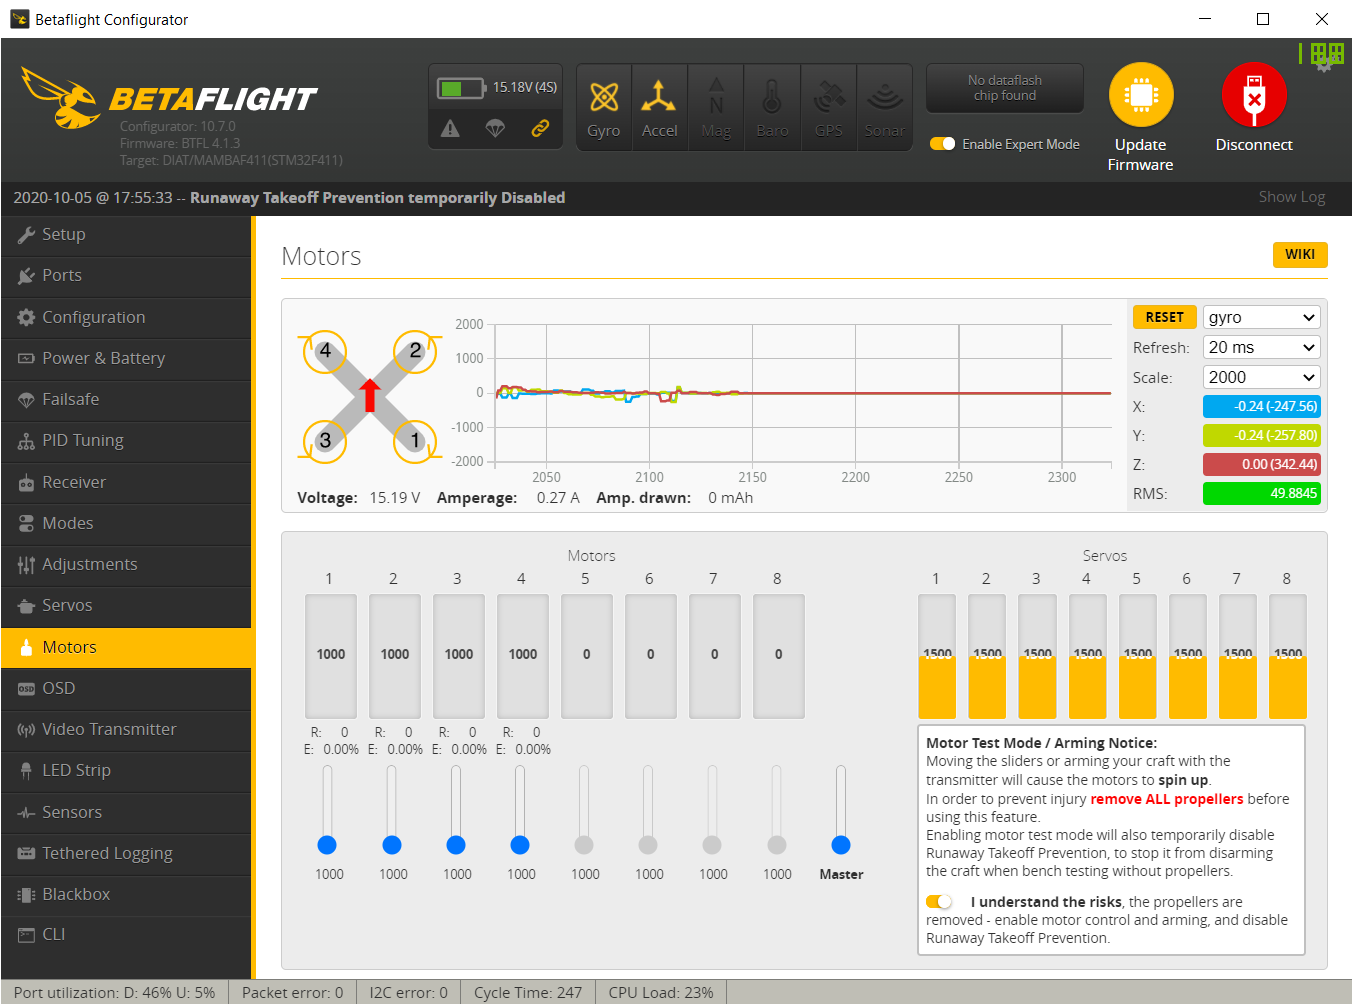 Betaflight Configurator
BETAFLIGHT
Configurator: 10.7.0
Firmware: BTFL 4.1.3
Target: DIAT/MAMBAF411(STM32F411)
15.18V (4S)
Gyro Accel Mag Baro GPS Sonar
No dataflash
chip found
Enable Expert Mode
Update
Firmware
Disconnect
2020-10-05 @ 17:55:33 -- Runaway Takeoff Prevention temporarily Disabled
Show Log
Setup
Ports
Configuration
Power & Battery
Failsafe
PID Tuning
Receiver
Modes
Adjustments
Servos
Motors
OSD
Video Transmitter
LED Strip
Sensors
Tethered Logging
Blackbox
CLI
Motors
WIKI
4 2
3 1
2000
1000
0
-1000
-2000
2050 2100 2150 2200 2250 2300
Voltage: 15.19 V Amperage: 0.27 A Amp. drawn: 0 mAh
RESET gyro
Refresh: 20 ms
Scale: 2000
X: -0.24 (-247.56)
Y: -0.24 (-257.80)
Z: 0.00 (342.44)
RMS: 49.8845
Motors
1 2 3 4 5 6 7 8
1000 1000 1000 1000 0 0 0 0
R: 0 R: 0 R: 0 R: 0
E: 0.00% E: 0.00% E: 0.00% E: 0.00%
1000 1000 1000 1000 1000 1000 1000 1000 Master
Servos
1 2 3 4 5 6 7 8
1500 1500 1500 1500 1500 1500 1500 1500
Motor Test Mode / Arming Notice:
Moving the sliders or arming your craft with the
transmitter will cause the motors to spin up.
In order to prevent injury remove ALL propellers before
using this feature.
Enabling motor test mode will also temporarily disable
Runaway Takeoff Prevention, to stop it from disarming
the craft when bench testing without propellers.
I understand the risks, the propellers are
removed - enable motor control and arming, and disable
Runaway Takeoff Prevention.
Port utilization: D: 46% U: 5% Packet error: 0 I2C error: 0 Cycle Time: 247 CPU Load: 23%